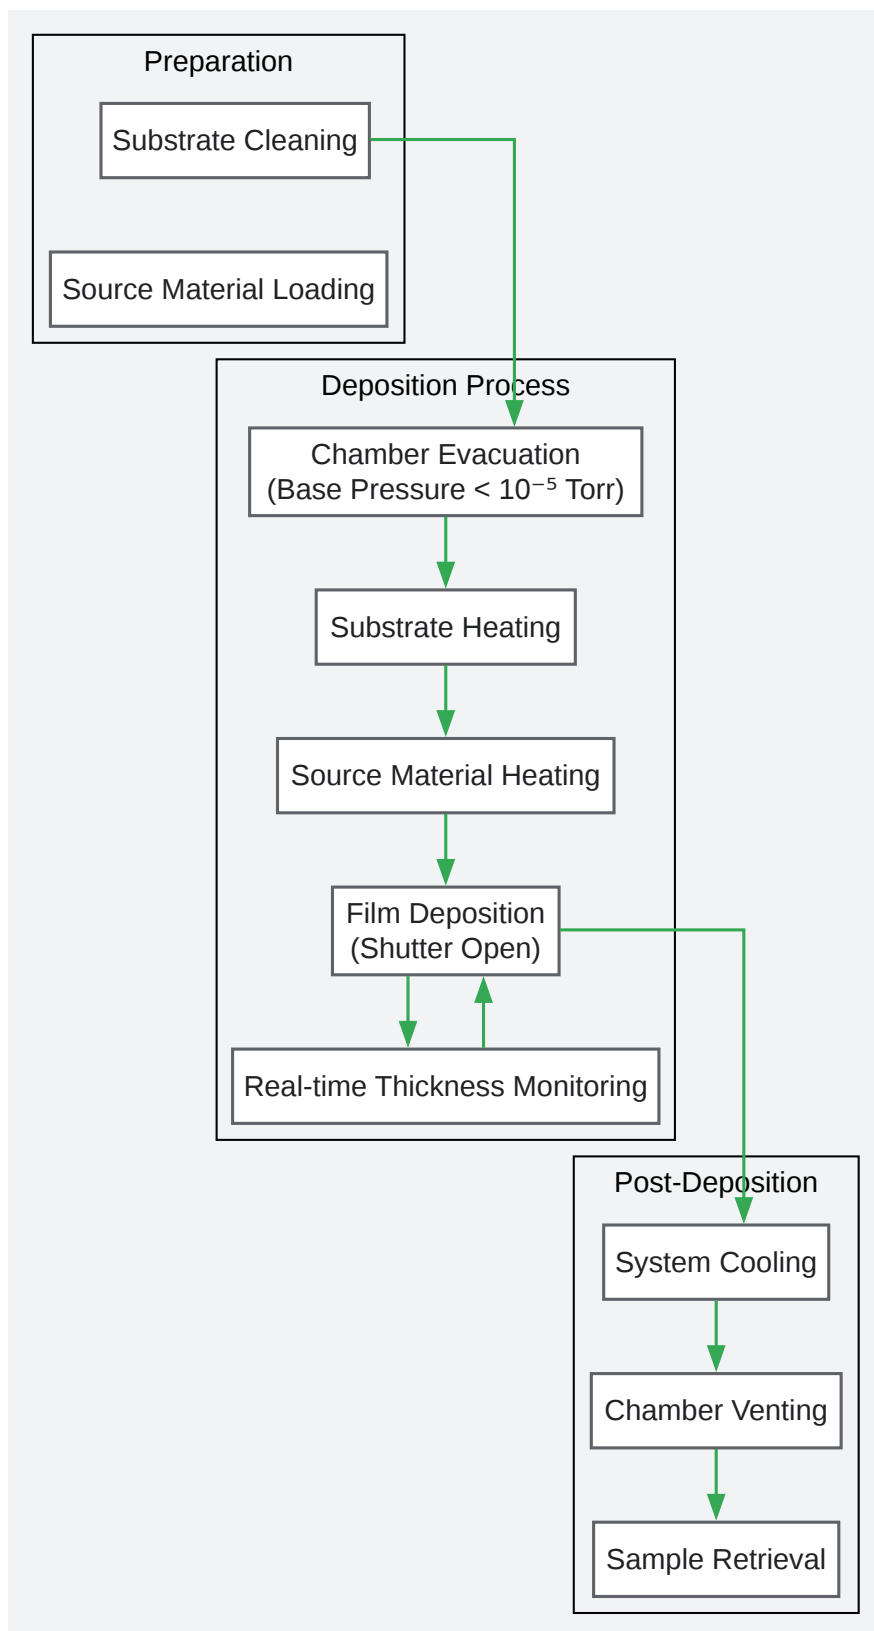 Preparation
Substrate Cleaning
Source Material Loading
Deposition Process
Chamber Evacuation
(Base Pressure < 10⁻⁵ Torr)
Substrate Heating
Source Material Heating
Film Deposition
(Shutter Open)
Real-time Thickness Monitoring
Post-Deposition
System Cooling
Chamber Venting
Sample Retrieval